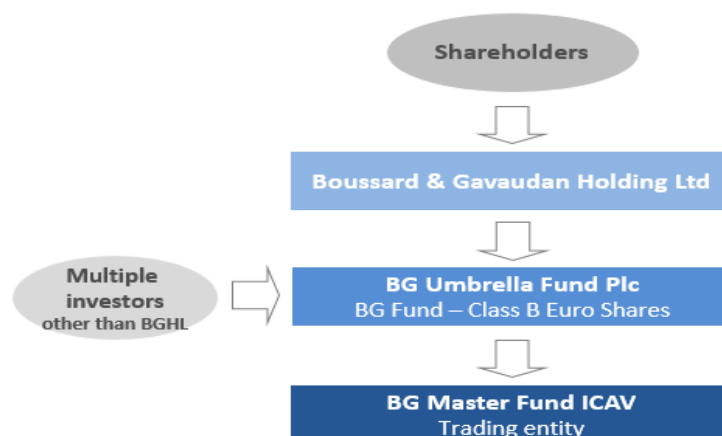 Shareholders
Boussard & Gavaudan Holding Ltd
Multiple
investors
other than BGHL
BG Umbrella Fund Plc
BG Fund – Class B Euro Shares
BG Master Fund ICAV
Trading entity